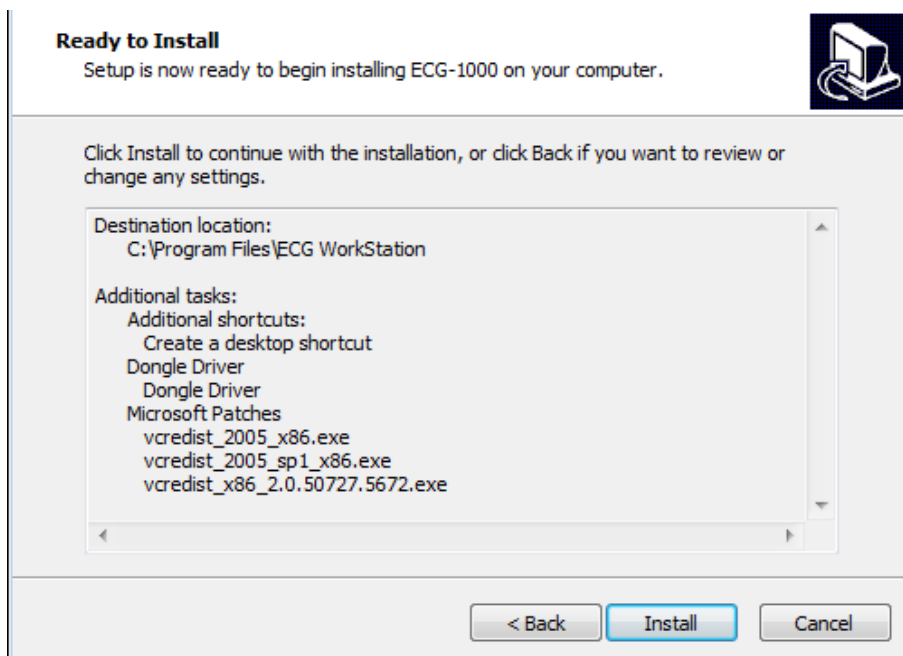 Ready to Install
Setup is now ready to begin installing ECG-1000 on your computer.
Click Install to continue with the installation, or click Back if you want to review or
change any settings.
Destination location:
C:\Program Files\ECG WorkStation
Additional tasks:
Additional shortcuts:
Create a desktop shortcut
Dongle Driver
Dongle Driver
Microsoft Patches
vcredist_2005_x86.exe
vcredist_2005_sp1_x86.exe
vcredist_x86_2.0.50727.5672.exe
< Back Install Cancel